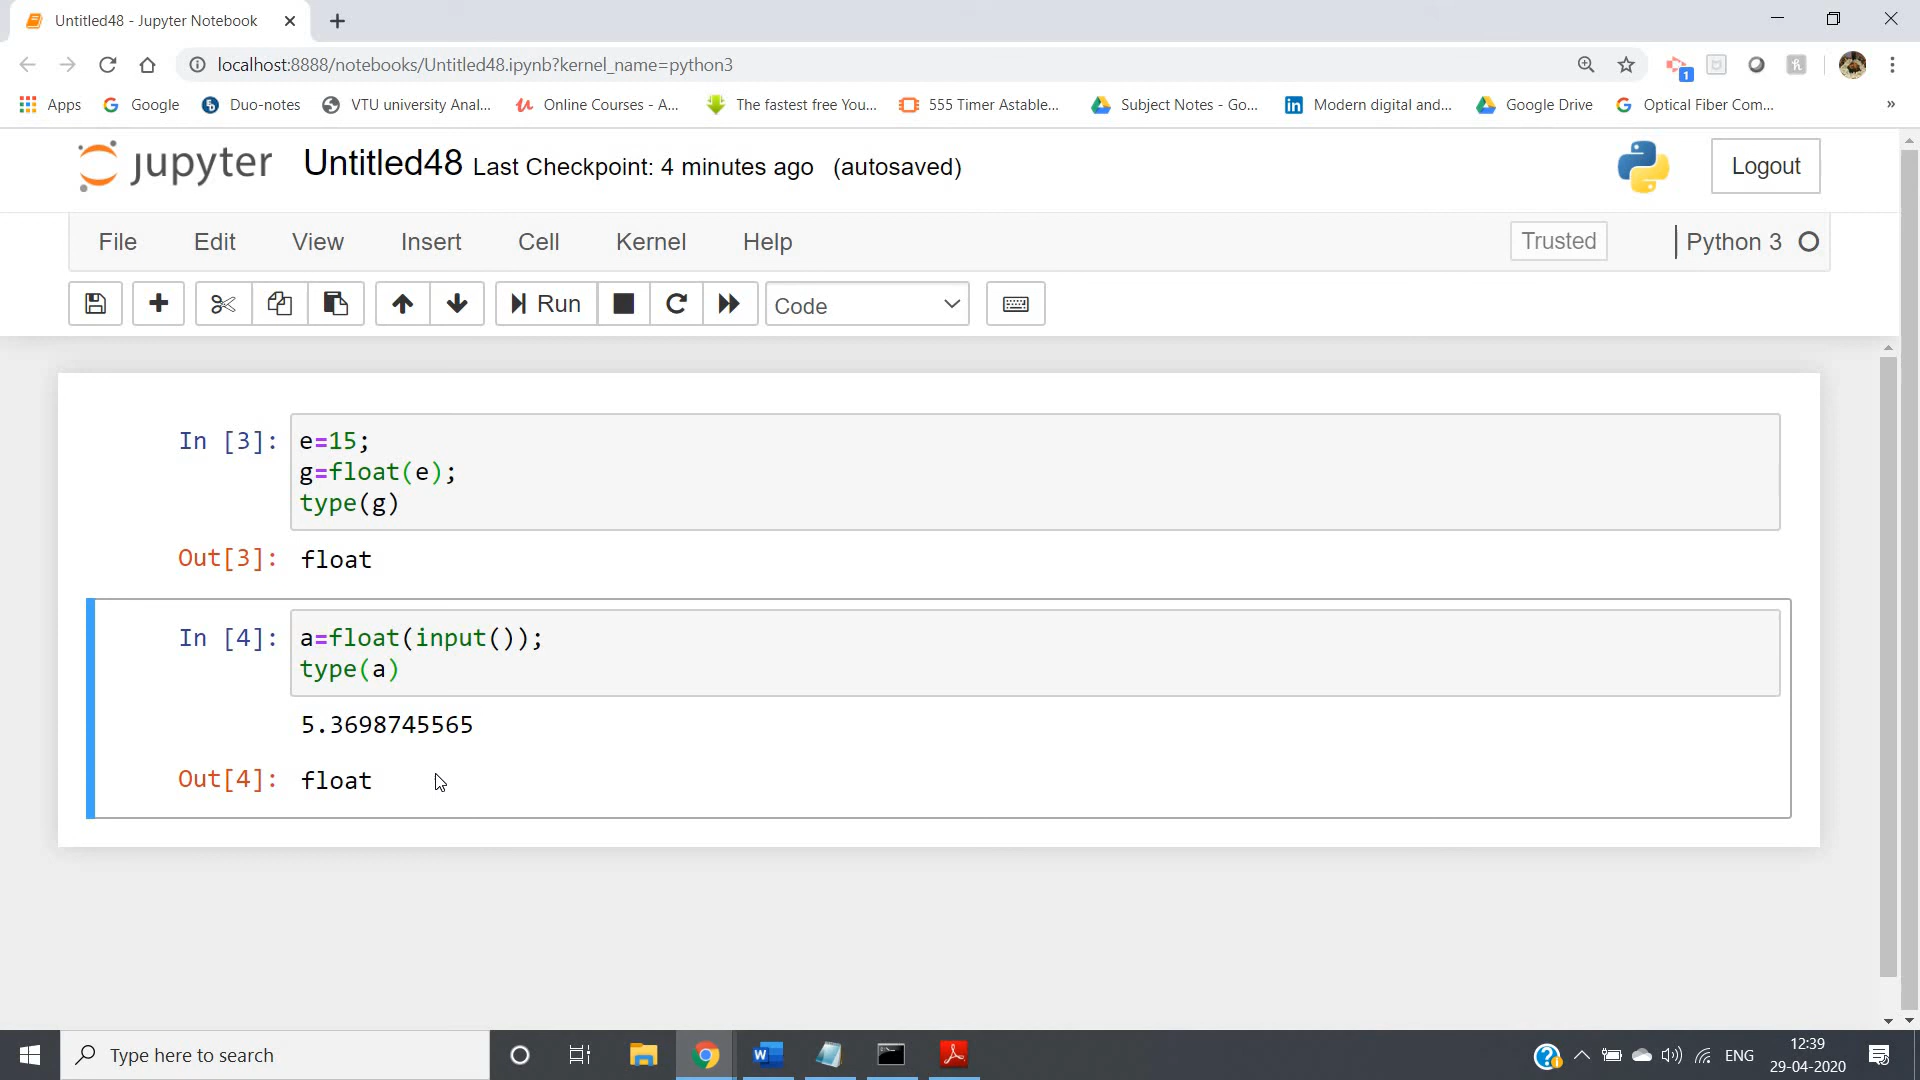 Untitled48 - Jupyter Notebook
localhost:8888/notebooks/Untitled48.ipynb?kernel_name=python3
1
Apps Google Duo-notes VTU university Anal... Online Courses - A... The fastest free You... 555 Timer Astable... Subject Notes - Go... Modern digital and... Google Drive Optical Fiber Com... »
jupyter Untitled48 Last Checkpoint: 4 minutes ago (autosaved) Logout
File Edit View Insert Cell Kernel Help Trusted Python 3
Run Code
In [3]: e=15;
g=float(e);
type(g)
Out[3]: float
In [4]: a=float(input());
type(a)
5.3698745565
Out[4]: float
Type here to search ENG 12:39
29-04-2020